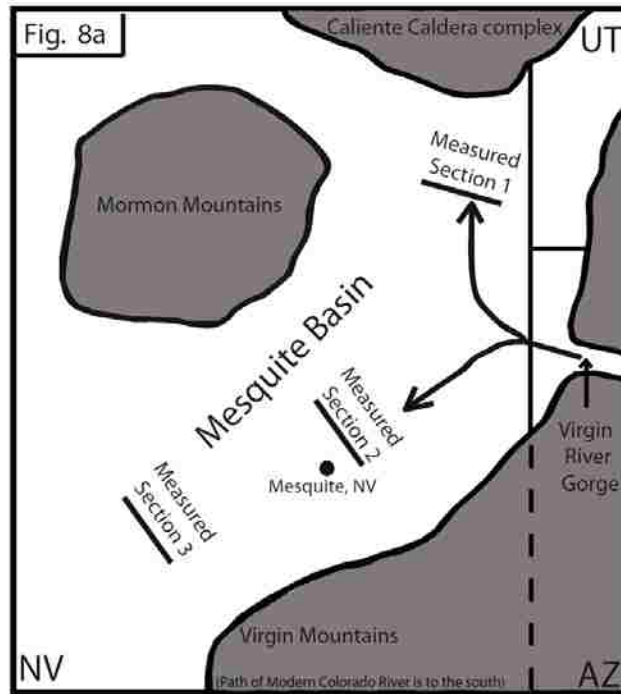 Fig. 8a
Caliente Caldera complex
UT
Measured
Section 1
Mormon Mountains
Mesquite Basin
Measured
Section 2
Mesquite, NV
Virgin
River
Gorge
Measured
Section 3
Virgin Mountains
NV
(Path of Modern Colorado River is to the south)
AZ